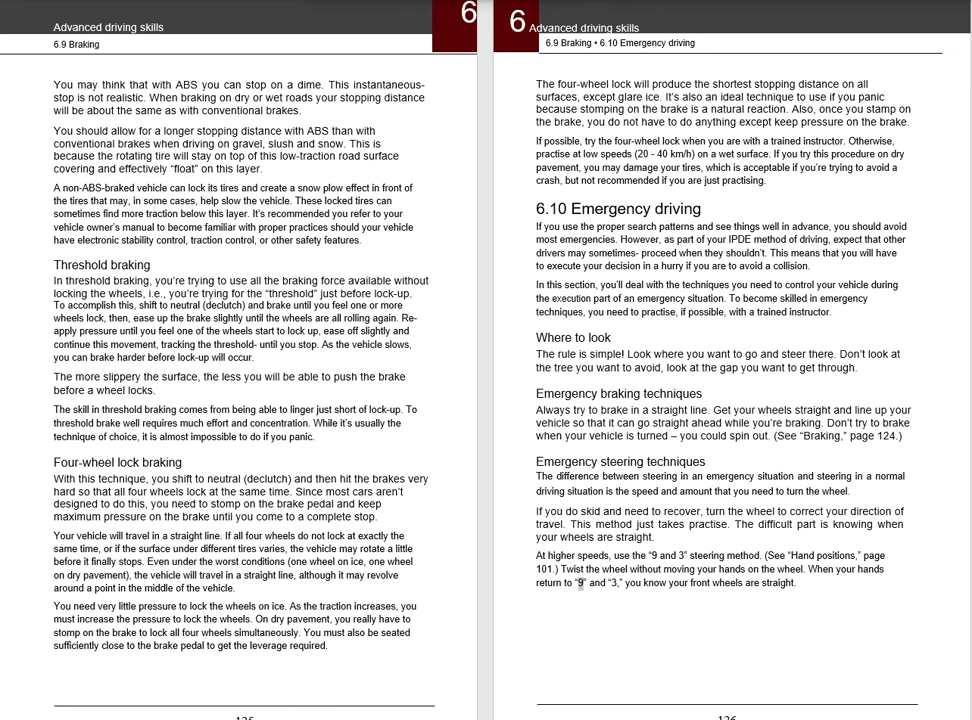 Advanced driving skills
6
6.9 Braking
You may think that with ABS you can stop on a dime. This instantaneous-
stop is not realistic. When braking on dry or wet roads your stopping distance
will be about the same as with conventional brakes.
You should allow for a longer stopping distance with ABS than with
conventional brakes when driving on gravel, slush and snow. This is
because the rotating tire will stay on top of this low-traction road surface
covering and effectively “float” on this layer.
A non-ABS-braked vehicle can lock its tires and create a snow plow effect in front of
the tires that may, in some cases, help slow the vehicle. These locked tires can
sometimes find more traction below this layer. It’s recommended you refer to your
vehicle owner’s manual to become familiar with proper practices should your vehicle
have electronic stability control, traction control, or other safety features.
Threshold braking
In threshold braking, you’re trying to use all the braking force available without
locking the wheels, i.e., you’re trying for the “threshold” just before lock-up.
To accomplish this, shift to neutral (declutch) and brake until you feel one or more
wheels lock, then, ease up the brake slightly until the wheels are all rolling again. Re-
apply pressure until you feel one of the wheels start to lock up, ease off slightly and
continue this movement, tracking the threshold- until you stop. As the vehicle slows,
you can brake harder before lock-up will occur.
The more slippery the surface, the less you will be able to push the brake
before a wheel locks.
The skill in threshold braking comes from being able to linger just short of lock-up. To
threshold brake well requires much effort and concentration. While it’s usually the
technique of choice, it is almost impossible to do if you panic.
Four-wheel lock braking
With this technique, you shift to neutral (declutch) and then hit the brakes very
hard so that all four wheels lock at the same time. Since most cars aren’t
designed to do this, you need to stomp on the brake pedal and keep
maximum pressure on the brake until you come to a complete stop.
Your vehicle will travel in a straight line. If all four wheels do not lock at exactly the
same time, or if the surface under different tires varies, the vehicle may rotate a little
before it finally stops. Even under the worst conditions (one wheel on ice, one wheel
on dry pavement), the vehicle will travel in a straight line, although it may revolve
around a point in the middle of the vehicle.
You need very little pressure to lock the wheels on ice. As the traction increases, you
must increase the pressure to lock the wheels. On dry pavement, you really have to
stomp on the brake to lock all four wheels simultaneously. You must also be seated
sufficiently close to the brake pedal to get the leverage required.
125
6 Advanced driving skills
6.9 Braking • 6.10 Emergency driving
The four-wheel lock will produce the shortest stopping distance on all
surfaces, except glare ice. It’s also an ideal technique to use if you panic
because stomping on the brake is a natural reaction. Also, once you stamp on
the brake, you do not have to do anything except keep pressure on the brake.
If possible, try the four-wheel lock when you are with a trained instructor. Otherwise,
practise at low speeds (20 - 40 km/h) on a wet surface. If you try this procedure on dry
pavement, you may damage your tires, which is acceptable if you’re trying to avoid a
crash, but not recommended if you are just practising.
6.10 Emergency driving
If you use the proper search patterns and see things well in advance, you should avoid
most emergencies. However, as part of your IPDE method of driving, expect that other
drivers may sometimes- proceed when they shouldn’t. This means that you will have
to execute your decision in a hurry if you are to avoid a collision.
In this section, you’ll deal with the techniques you need to control your vehicle during
the execution part of an emergency situation. To become skilled in emergency
techniques, you need to practise, if possible, with a trained instructor.
Where to look
The rule is simple! Look where you want to go and steer there. Don’t look at
the tree you want to avoid, look at the gap you want to get through.
Emergency braking techniques
Always try to brake in a straight line. Get your wheels straight and line up your
vehicle so that it can go straight ahead while you’re braking. Don’t try to brake
when your vehicle is turned – you could spin out. (See “Braking,” page 124.)
Emergency steering techniques
The difference between steering in an emergency situation and steering in a normal
driving situation is the speed and amount that you need to turn the wheel.
If you do skid and need to recover, turn the wheel to correct your direction of
travel. This method just takes practise. The difficult part is knowing when
your wheels are straight.
At higher speeds, use the “9 and 3” steering method. (See “Hand positions,” page
101.) Twist the wheel without moving your hands on the wheel. When your hands
return to “9” and “3,” you know your front wheels are straight.
126